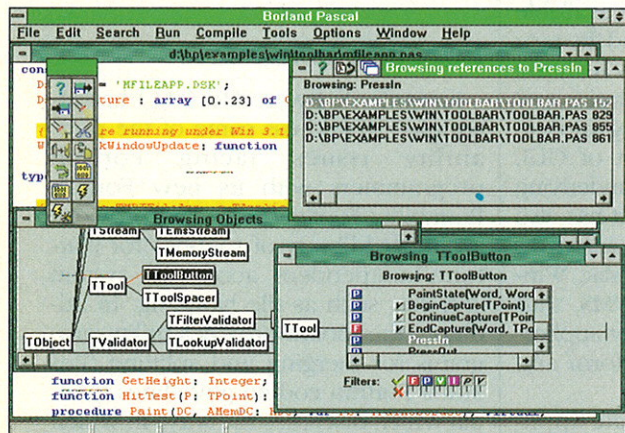 Borland Pascal
File Edit Search Run Compile Tools Options Window Help
d:\bp\examples\win\toolbar\mfileapp.pas
= 'MFILEAPP.DSK';
: array [0..23] of
running under Win 3.1
WindowUpdate: function
Browsing references to PressIn
Browsing: PressIn
D:\BP\EXAMPLES\WIN\TOOLBAR\TOOLBAR.PAS 152
D:\BP\EXAMPLES\WIN\TOOLBAR\TOOLBAR.PAS 829
D:\BP\EXAMPLES\WIN\TOOLBAR\TOOLBAR.PAS 855
D:\BP\EXAMPLES\WIN\TOOLBAR\TOOLBAR.PAS 861
Browsing Objects
TStream
TEmsStream
TMemoryStream
TTool
TToolButton
TToolSpacer
TFilterValidator
TObject
TValidator
TLookupValidator
Browsing TToolButton
Browsing: TToolButton
TTool
P PaintState(Word, Word
P V BeginCapture(TPoint)
P V ContinueCapture(TPoin
F V EndCapture(Word, TPo
P PressIn
P PressOut
Filters: F P V I P V
function GetHeight: Integer;
function HitTest(P: TPoint):
procedure Paint(DC, AMemDC: